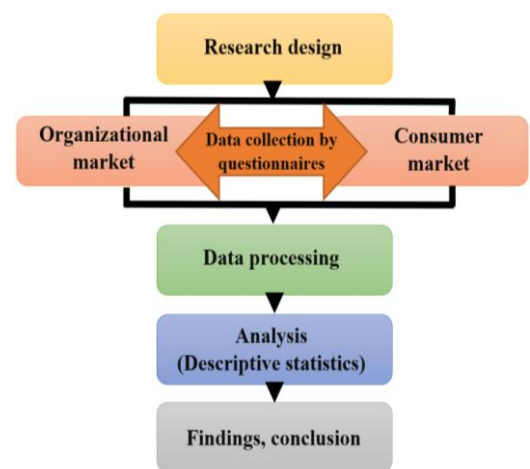 Research design
Organizational
market
Data collection by
questionnaires
Consumer
market
Data processing
Analysis
(Descriptive statistics)
Findings, conclusion